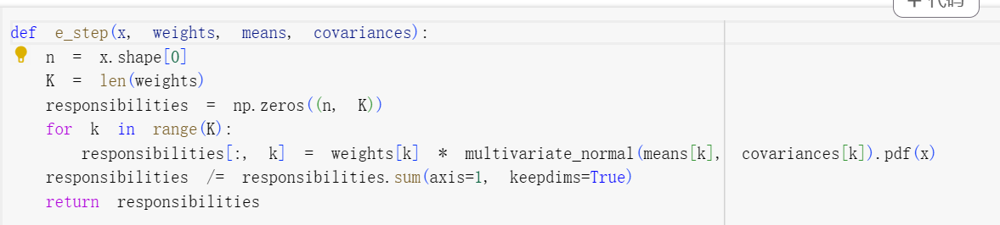 + 代码
def e_step(x, weights, means, covariances):
    n = x.shape[0]
    K = len(weights)
    responsibilities = np.zeros((n, K))
    for k in range(K):
        responsibilities[:, k] = weights[k] * multivariate_normal(means[k], covariances[k]).pdf(x)
    responsibilities /= responsibilities.sum(axis=1, keepdims=True)
    return responsibilities